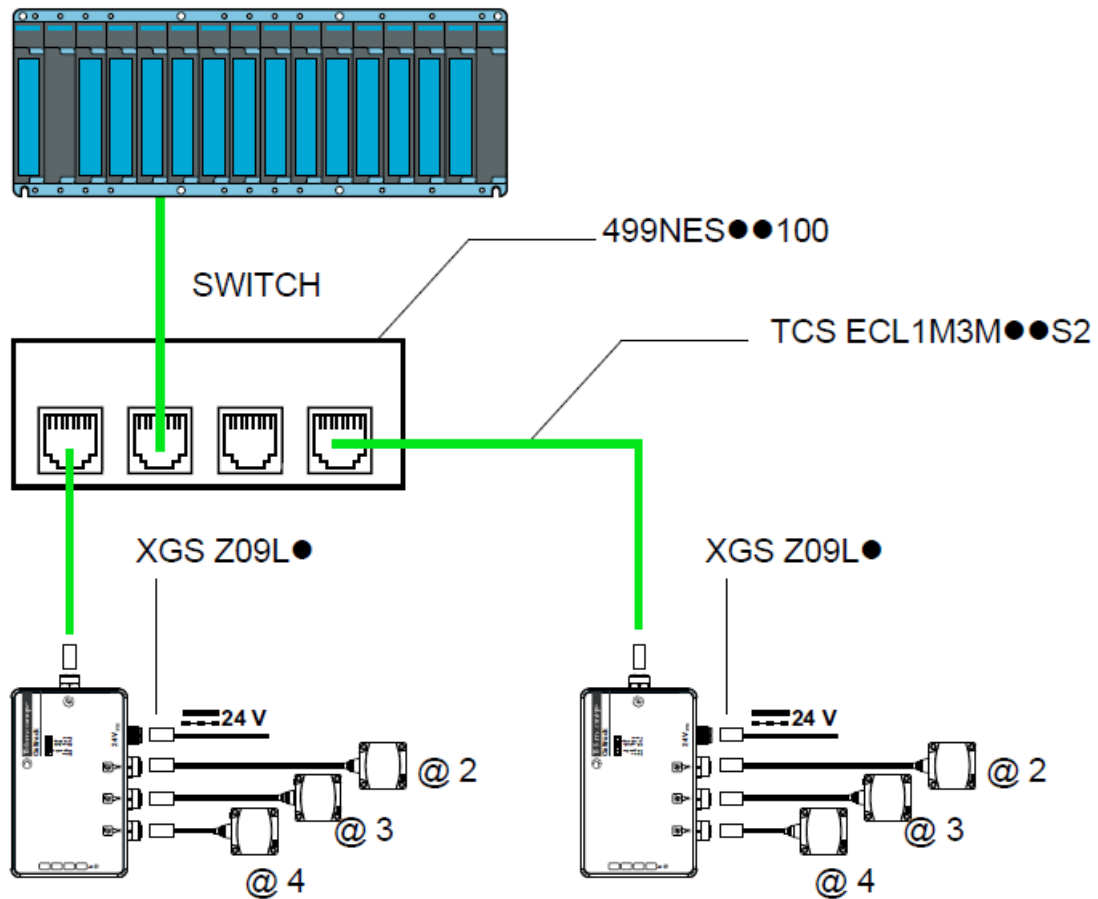 499NES●●100
SWITCH
TCS ECL1M3M●●S2
XGS Z09L●
XGS Z09L●
24 V
24 V
@ 2
@ 2
@ 3
@ 3
@ 4
@ 4